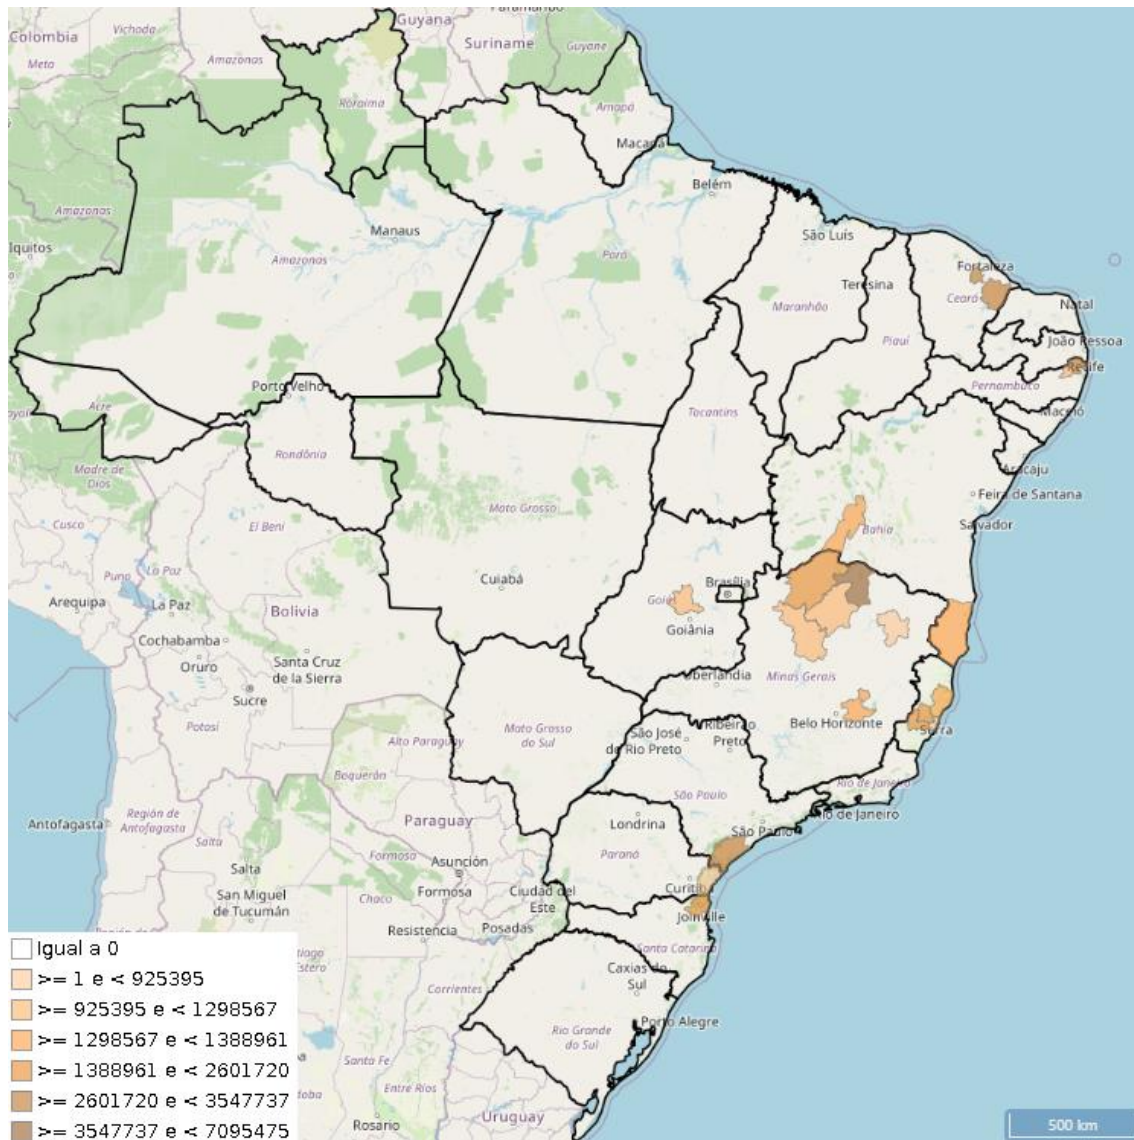 Paramaribo
Guyana
Colombia
Vichada
Suriname
Guyane
Meta
Amazonas
Roraima
Amapá
Macapá
Belém
Amazonas
Manaus
Iquitos
Amazonas
Pará
São Luís
Fortaleza
Teresina
Ceará
Natal
Maranhão
João Pessoa
Piauí
Recife
Pernambuco
Porto Velho
Acre
Tocantins
Maceió
Rondônia
Aracaju
Madre de
Dios
Feira de Santana
Mato Grosso
Cusco
El Beni
Bahia
Salvador
Puno
La Paz
Cuiabá
Brasília
Arequipa
La Paz
Bolivia
Goiás
Goiânia
Cochabamba
Oruro
Santa Cruz
de la Sierra
Uberlandia
Minas Gerais
Sucre
Potosí
Alto Paraguay
Mato Grosso
do Sul
Belo Horizonte
Serra
São José
do Rio Preto
Ribeirão
Preto
Boquerón
São Paulo
Rio de Janeiro
Región de
Antofagasta
Antofagasta
Paraguay
Londrina
São Paulo
Rio de Janeiro
Salta
Formosa
Asunción
Paraná
Salta
Chaco
Formosa
Ciudad del
Este
Curitiba
San Miguel
de Tucumán
Resistencia
Posadas
Joinville
Santa Catarina
Igual a 0
Santiago
Estero
Caxias do
Sul
>= 1 e < 925395
Corrientes
>= 925395 e < 1298567
Porto Alegre
>= 1298567 e < 1388961
Rio Grande
do Sul
>= 1388961 e < 2601720
Santa Fe
>= 2601720 e < 3547737
Entre Ríos
>= 3547737 e < 7095475
Rosario
Uruguay
500 km